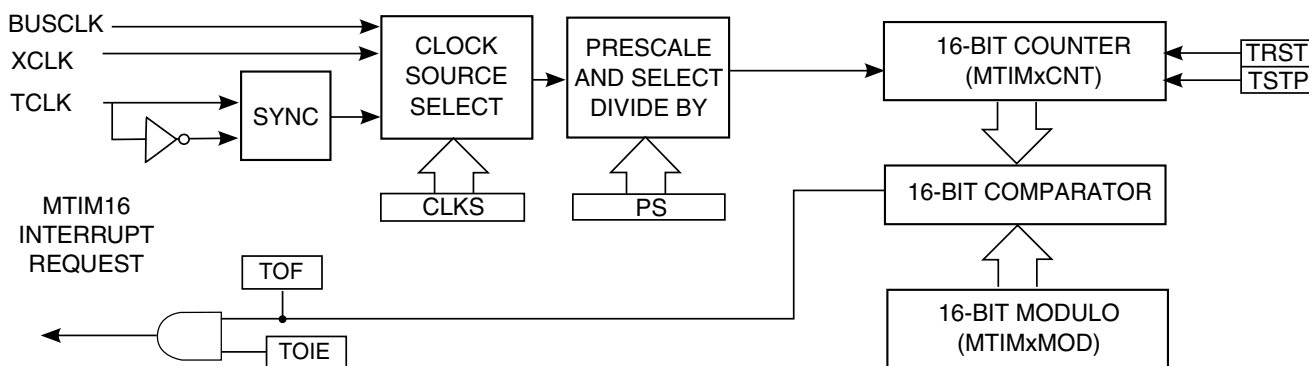 BUSCLK
XCLK
TCLK
SYNC
CLOCK
SOURCE
SELECT
CLKS
PRESCALE
AND SELECT
DIVIDE BY
PS
16-BIT COUNTER
(MTIMxCNT)
TRST
TSTP
16-BIT COMPARATOR
16-BIT MODULO
(MTIMxMOD)
MTIM16
INTERRUPT
REQUEST
TOF
TOIE